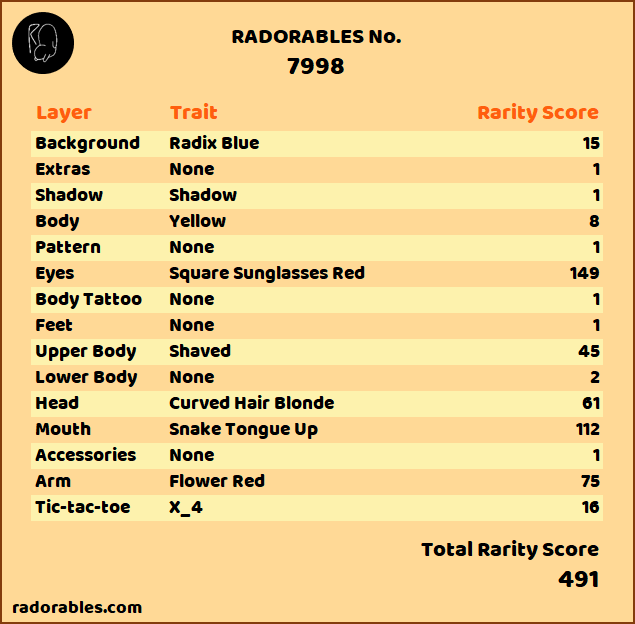 RADORABLES No.
7998
Layer Trait Rarity Score
Background Radix Blue 15
Extras None 1
Shadow Shadow 1
Body Yellow 8
Pattern None 1
Eyes Square Sunglasses Red 149
Body Tattoo None 1
Feet None 1
Upper Body Shaved 45
Lower Body None 2
Head Curved Hair Blonde 61
Mouth Snake Tongue Up 112
Accessories None 1
Arm Flower Red 75
Tic-tac-toe X_4 16
Total Rarity Score
491
radorables.com